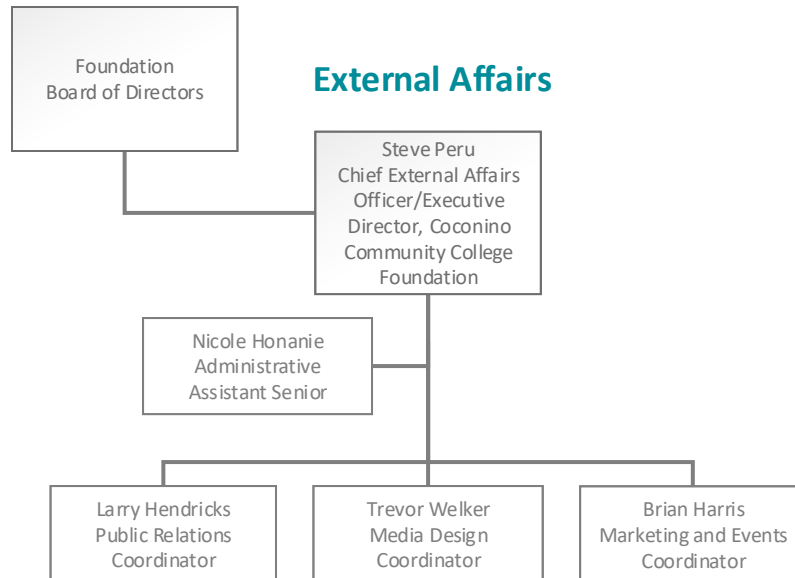 Foundation
Board of Directors
External Affairs
Steve Peru
Chief External Affairs
Officer/Executive
Director, Coconino
Community College
Foundation
Nicole Honanie
Administrative
Assistant Senior
Larry Hendricks
Public Relations
Coordinator
Trevor Welker
Media Design
Coordinator
Brian Harris
Marketing and Events
Coordinator